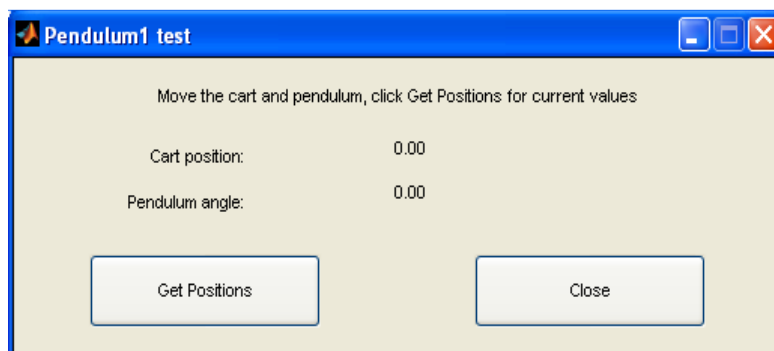 Pendulum1 test
Move the cart and pendulum, click Get Positions for current values
Cart position: 0.00
Pendulum angle: 0.00
Get Positions Close